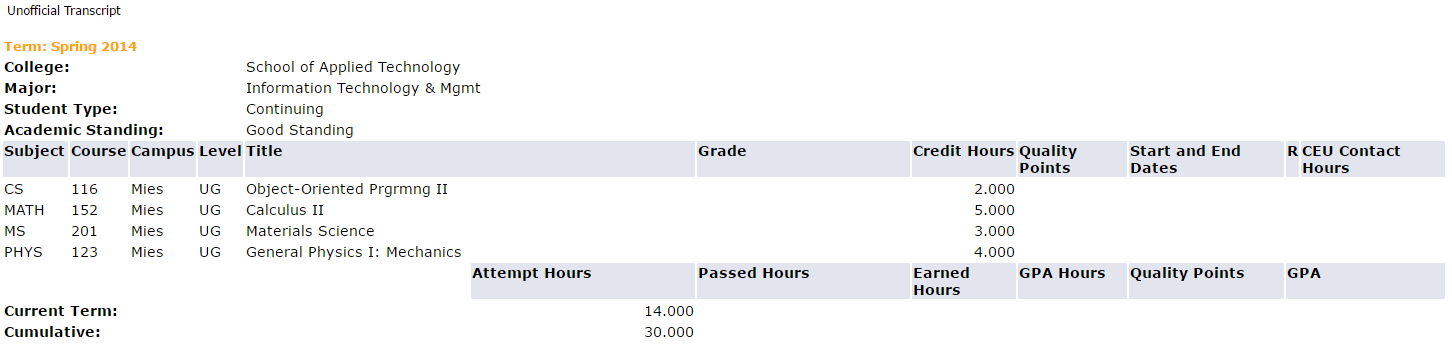 Unofficial Transcript
Term: Spring 2014
College: School of Applied Technology
Major: Information Technology & Mgmt
Student Type: Continuing
Academic Standing: Good Standing
Subject Course Campus Level Title Grade Credit Hours Quality Points Start and End Dates R CEU Contact Hours
CS 116 Mies UG Object-Oriented Prgrmng II 2.000
MATH 152 Mies UG Calculus II 5.000
MS 201 Mies UG Materials Science 3.000
PHYS 123 Mies UG General Physics I: Mechanics 4.000
Attempt Hours Passed Hours Earned Hours GPA Hours Quality Points GPA
Current Term: 14.000
Cumulative: 30.000